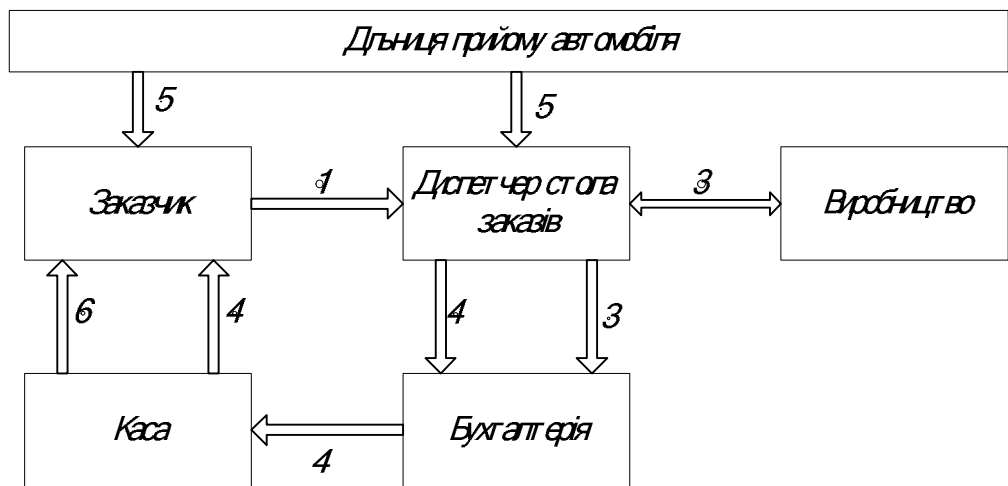 Дільниця прийому автомобіля
5
5
Заказчик
1
Диспетчер стола
заказів
3
Виробництво
6
4
4
3
Каса
4
Бухгалтерія